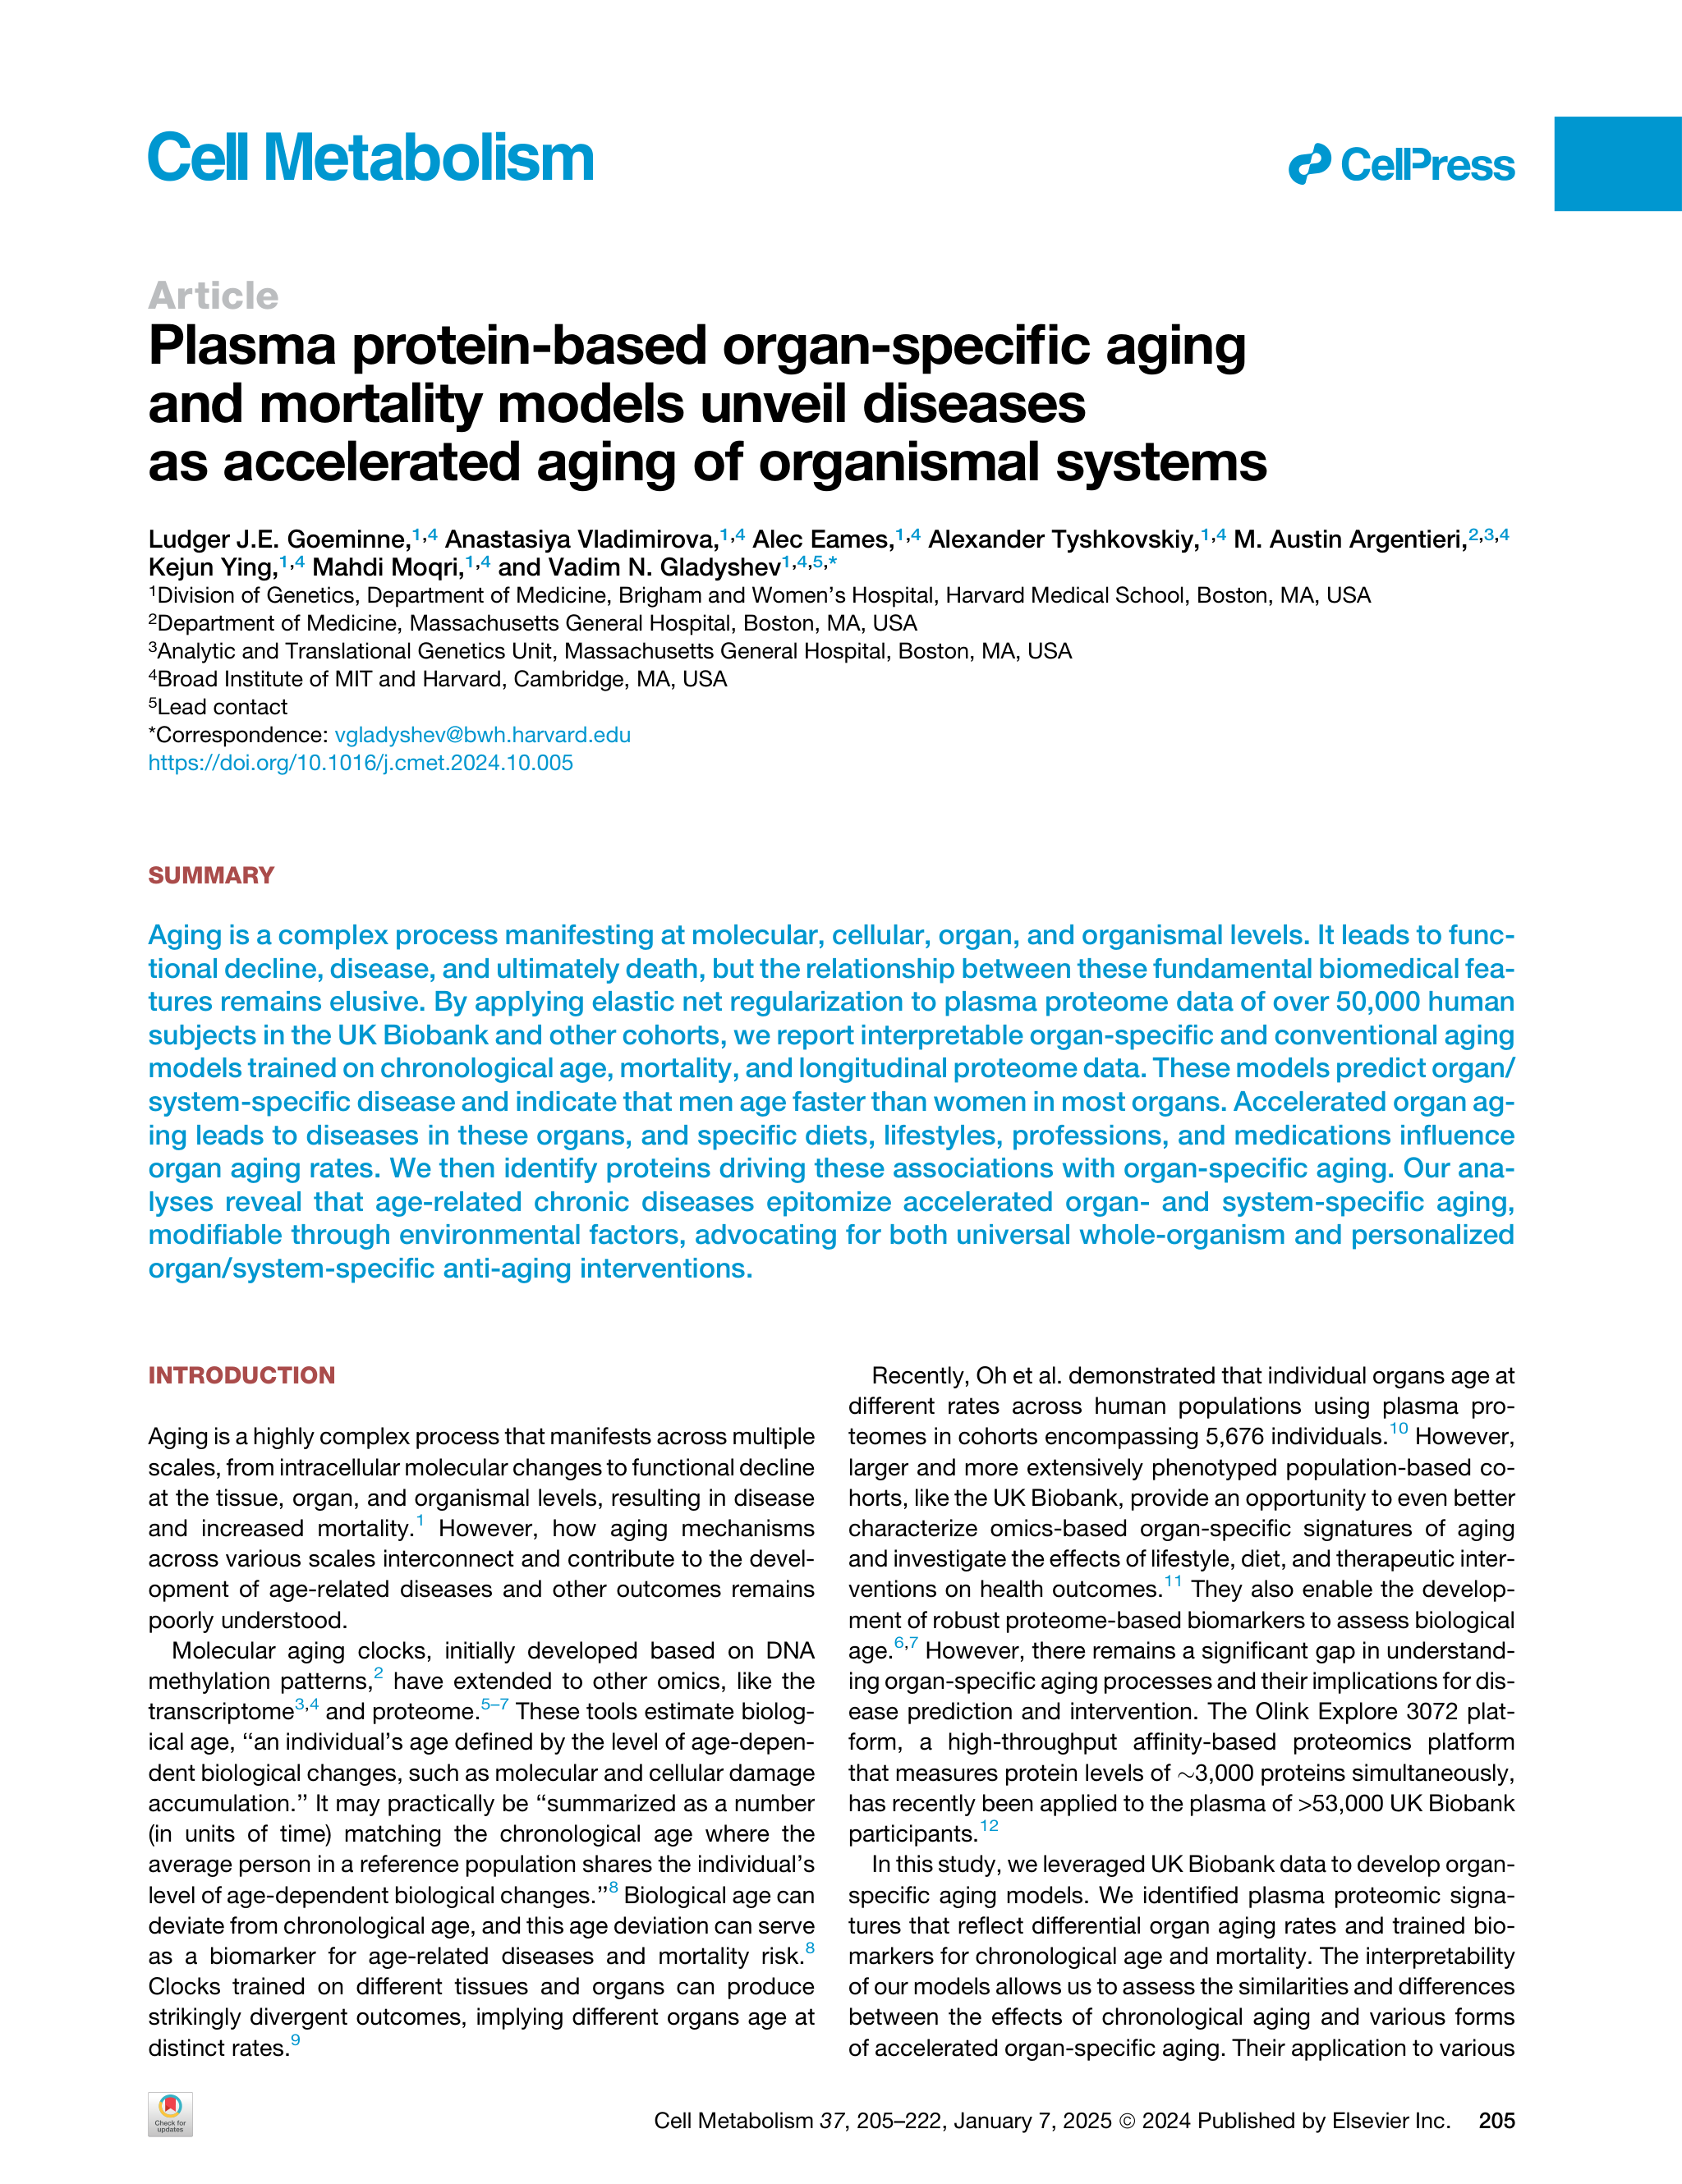 Cell Metabolism
CellPress
Article
Plasma protein-based organ-specific aging
and mortality models unveil diseases
as accelerated aging of organismal systems
Ludger J.E. Goeminne,1,4 Anastasiya Vladimirova,1,4 Alec Eames,1,4 Alexander Tyshkovskiy,1,4 M. Austin Argentieri,2,3,4
Kejun Ying,1,4 Mahdi Moqri,1,4 and Vadim N. Gladyshev1,4,5,*
1Division of Genetics, Department of Medicine, Brigham and Women's Hospital, Harvard Medical School, Boston, MA, USA
2Department of Medicine, Massachusetts General Hospital, Boston, MA, USA
3Analytic and Translational Genetics Unit, Massachusetts General Hospital, Boston, MA, USA
4Broad Institute of MIT and Harvard, Cambridge, MA, USA
5Lead contact
*Correspondence: vgladyshev@bwh.harvard.edu
https://doi.org/10.1016/j.cmet.2024.10.005
SUMMARY
Aging is a complex process manifesting at molecular, cellular, organ, and organismal levels. It leads to func-
tional decline, disease, and ultimately death, but the relationship between these fundamental biomedical fea-
tures remains elusive. By applying elastic net regularization to plasma proteome data of over 50,000 human
subjects in the UK Biobank and other cohorts, we report interpretable organ-specific and conventional aging
models trained on chronological age, mortality, and longitudinal proteome data. These models predict organ/
system-specific disease and indicate that men age faster than women in most organs. Accelerated organ ag-
ing leads to diseases in these organs, and specific diets, lifestyles, professions, and medications influence
organ aging rates. We then identify proteins driving these associations with organ-specific aging. Our ana-
lyses reveal that age-related chronic diseases epitomize accelerated organ- and system-specific aging,
modifiable through environmental factors, advocating for both universal whole-organism and personalized
organ/system-specific anti-aging interventions.
INTRODUCTION
Aging is a highly complex process that manifests across multiple
scales, from intracellular molecular changes to functional decline
at the tissue, organ, and organismal levels, resulting in disease
and increased mortality.1 However, how aging mechanisms
across various scales interconnect and contribute to the devel-
opment of age-related diseases and other outcomes remains
poorly understood.
Molecular aging clocks, initially developed based on DNA
methylation patterns,2 have extended to other omics, like the
transcriptome3,4 and proteome.5–7 These tools estimate biolog-
ical age, ‘‘an individual's age defined by the level of age-depen-
dent biological changes, such as molecular and cellular damage
accumulation.’’ It may practically be ‘‘summarized as a number
(in units of time) matching the chronological age where the
average person in a reference population shares the individual's
level of age-dependent biological changes.’’8 Biological age can
deviate from chronological age, and this age deviation can serve
as a biomarker for age-related diseases and mortality risk.8
Clocks trained on different tissues and organs can produce
strikingly divergent outcomes, implying different organs age at
distinct rates.9
Recently, Oh et al. demonstrated that individual organs age at
different rates across human populations using plasma pro-
teomes in cohorts encompassing 5,676 individuals.10 However,
larger and more extensively phenotyped population-based co-
horts, like the UK Biobank, provide an opportunity to even better
characterize omics-based organ-specific signatures of aging
and investigate the effects of lifestyle, diet, and therapeutic inter-
ventions on health outcomes.11 They also enable the develop-
ment of robust proteome-based biomarkers to assess biological
age.6,7 However, there remains a significant gap in understand-
ing organ-specific aging processes and their implications for dis-
ease prediction and intervention. The Olink Explore 3072 plat-
form, a high-throughput affinity-based proteomics platform
that measures protein levels of ~3,000 proteins simultaneously,
has recently been applied to the plasma of >53,000 UK Biobank
participants.12
In this study, we leveraged UK Biobank data to develop organ-
specific aging models. We identified plasma proteomic signa-
tures that reflect differential organ aging rates and trained bio-
markers for chronological age and mortality. The interpretability
of our models allows us to assess the similarities and differences
between the effects of chronological aging and various forms
of accelerated organ-specific aging. Their application to various
Check for
updates
Cell Metabolism 37, 205–222, January 7, 2025 © 2024 Published by Elsevier Inc. 205